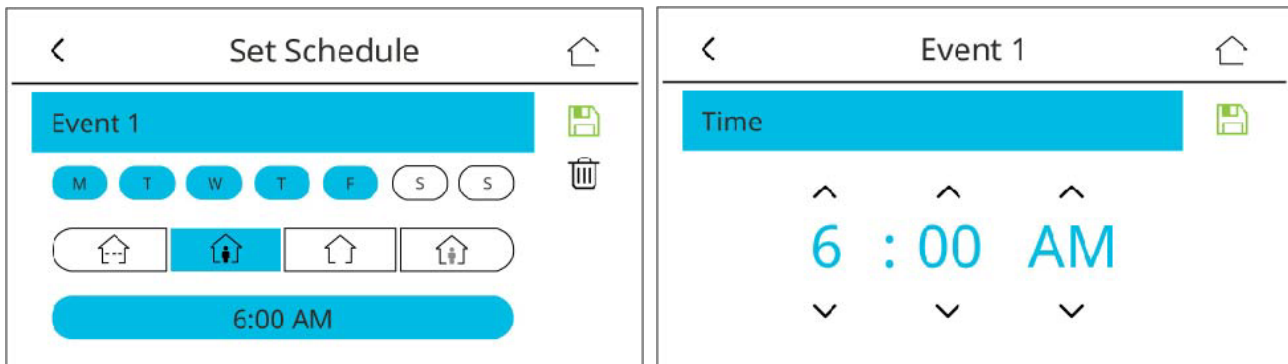 Set Schedule
Event 1
M T W T F S S
6:00 AM
Event 1
Time
6 : 00 AM